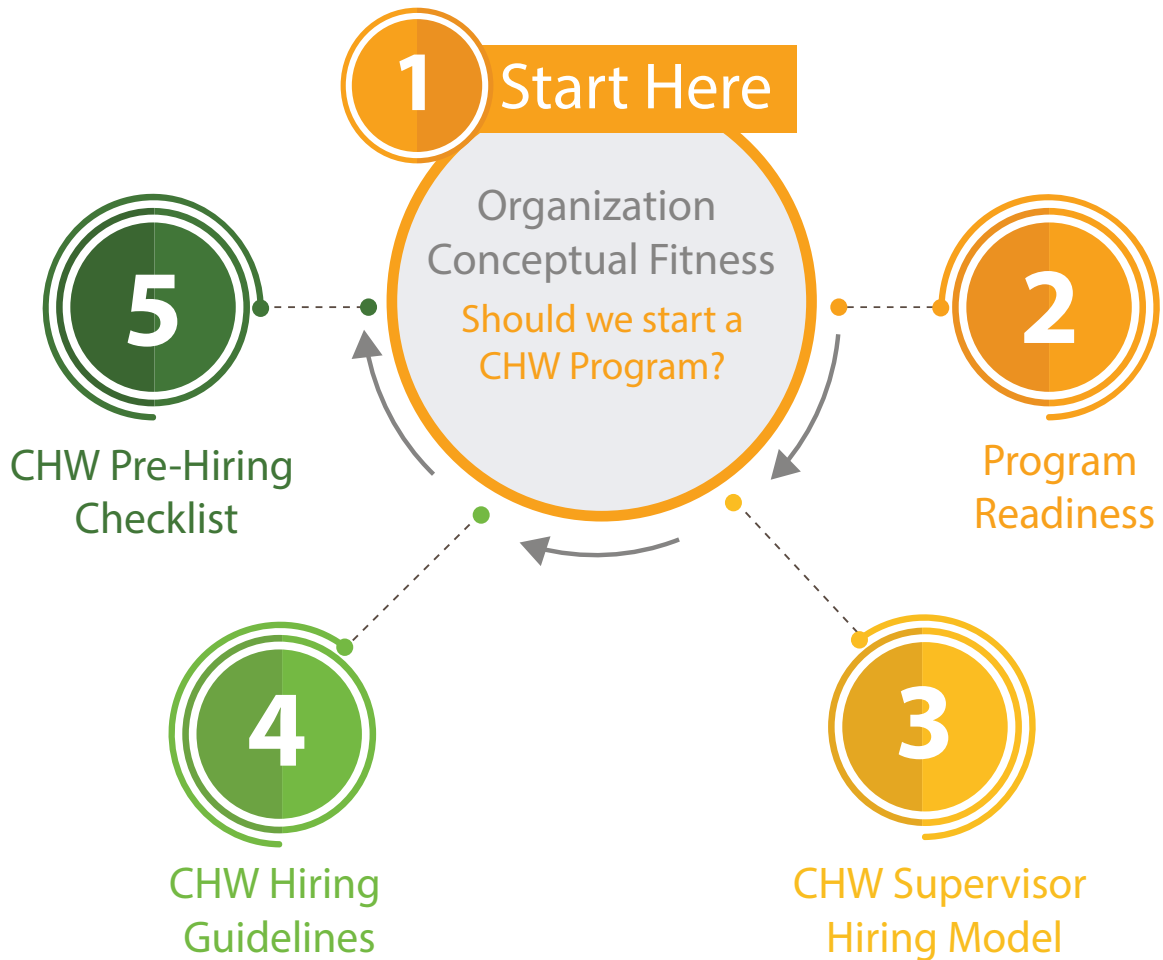 1 Start Here
Organization
Conceptual Fitness
Should we start a
CHW Program?
2
Program
Readiness
3
CHW Supervisor
Hiring Model
4
CHW Hiring
Guidelines
5
CHW Pre-Hiring
Checklist